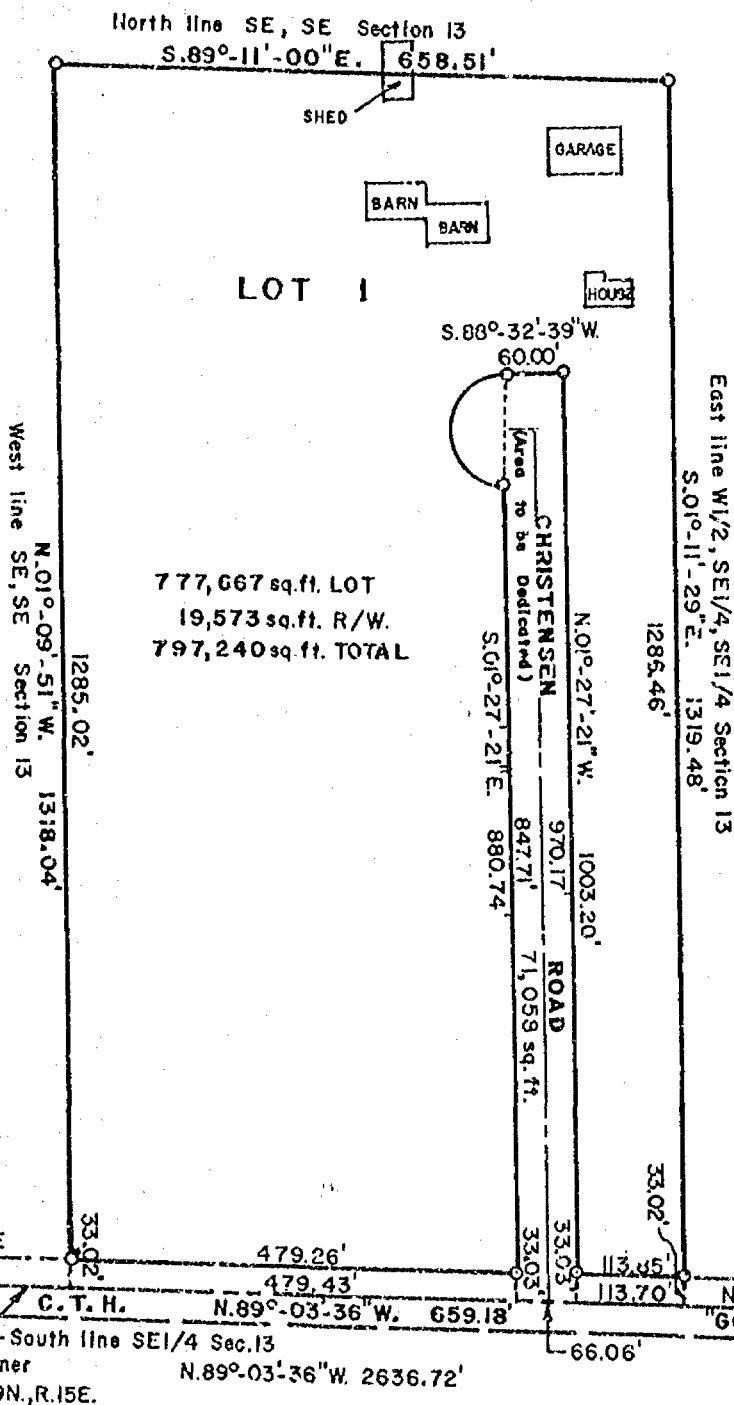 North line SE, SE Section 13
S.89°-11'-00"E. 658.51'
SHED
GARAGE
BARN
BARN
LOT 1
HOUSE
S.88°-32'-39"W.
60.00'
East line W1/2, SE1/4, SE1/4 Section 13
S.01°-11'-29"E. 1319.48'
1286.46'
West line SE, SE Section 13
N.01°-09'-51"W. 1318.04'
1285.02'
777,667 sq.ft. LOT
19,573 sq.ft. R/W.
797,240 sq.ft. TOTAL
(Area to be Dedicated)
CHRISTENSEN ROAD
N.01°-27'-21"W. 1003.20'
970.17'
847.71' 71,058 sq. ft.
S.01°-27'-21"E. 880.74'
33.02'
33.02'
33.03'
33.03'
479.26'
113.85'
479.43'
113.70'
C. T. H. N.89°-03'-36"W. 659.18'
66.06'
South line SE1/4 Sec.13
N.89°-03'-36"W. 2636.72'
R.15E.